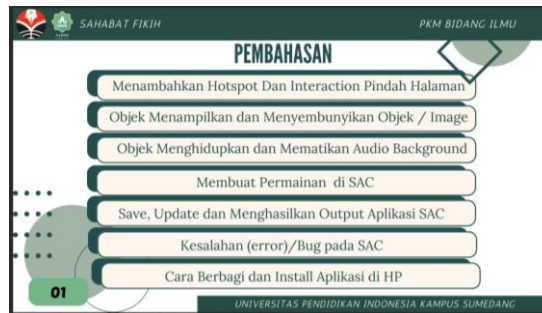 SAHABAT FIKIH
PKM BIDANG ILMU
PEMBAHASAN
Menambahkan Hotspot Dan Interaction Pindah Halaman
Objek Menampilkan dan Menyembunyikan Objek / Image
Objek Menghidupkan dan Mematikan Audio Background
Membuat Permainan di SAC
Save, Update dan Menghasilkan Output Aplikasi SAC
Kesalahan (error)/Bug pada SAC
Cara Berbagi dan Install Aplikasi di HP
01
UNIVERSITAS PENDIDIKAN INDONESIA KAMPUS SUMEDANG